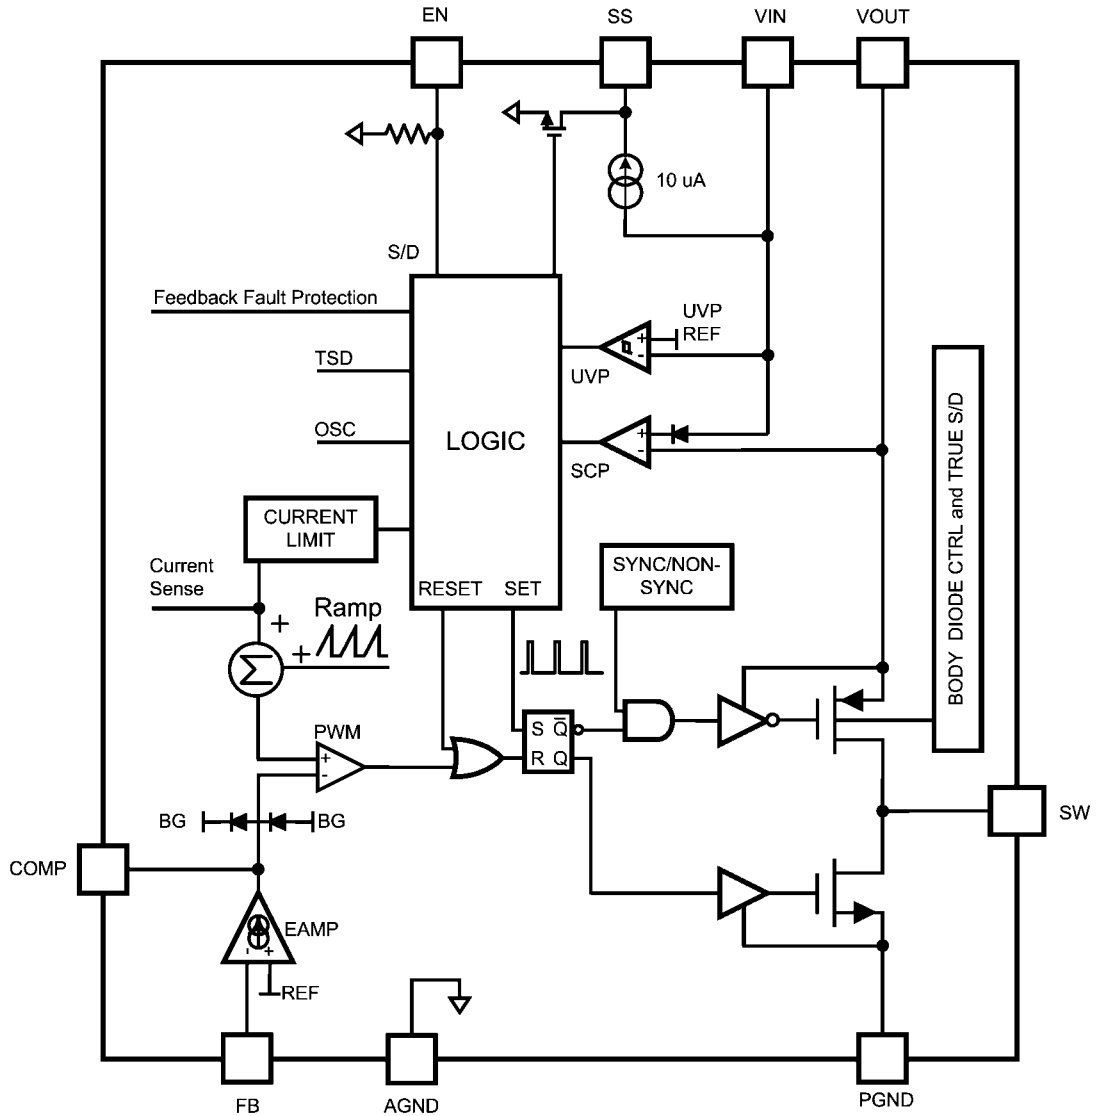 EN
SS
VIN
VOUT
10 uA
S/D
Feedback Fault Protection
UVP
REF
+
-
TSD
UVP
OSC
LOGIC
+
-
SCP
BODY DIODE CTRL and TRUE S/D
CURRENT
LIMIT
Current
Sense
RESET
SET
SYNC/NON-
SYNC
Ramp
+
+
Σ
S Q̅
R Q
PWM
+
-
BG
BG
SW
COMP
EAMP
- +
REF
FB
AGND
PGND